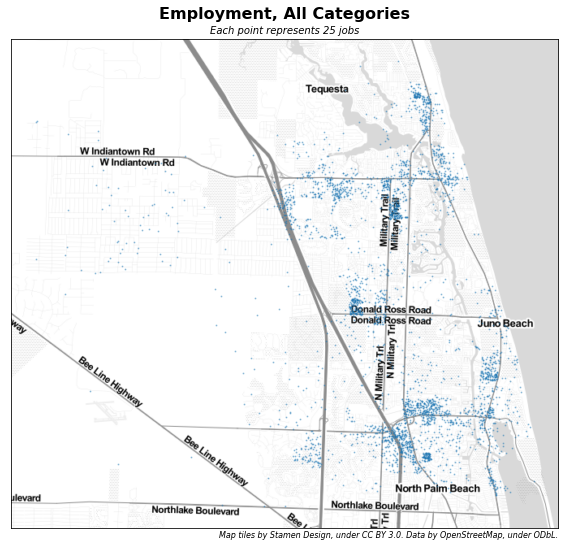 Employment, All Categories
Each point represents 25 jobs
Tequesta
W Indiantown Rd
W Indiantown Rd
Military Trail
Military Trail
Donald Ross Road
Donald Ross Road
Juno Beach
way
N Military Trl
N Military Trl
Bee Line Highway
Bee Line Highway
North Palm Beach
ulevard
Northlake Boulevard
Northlake Boulevard
Bee L
Trl
Trl
Map tiles by Stamen Design, under CC BY 3.0. Data by OpenStreetMap, under ODbL.